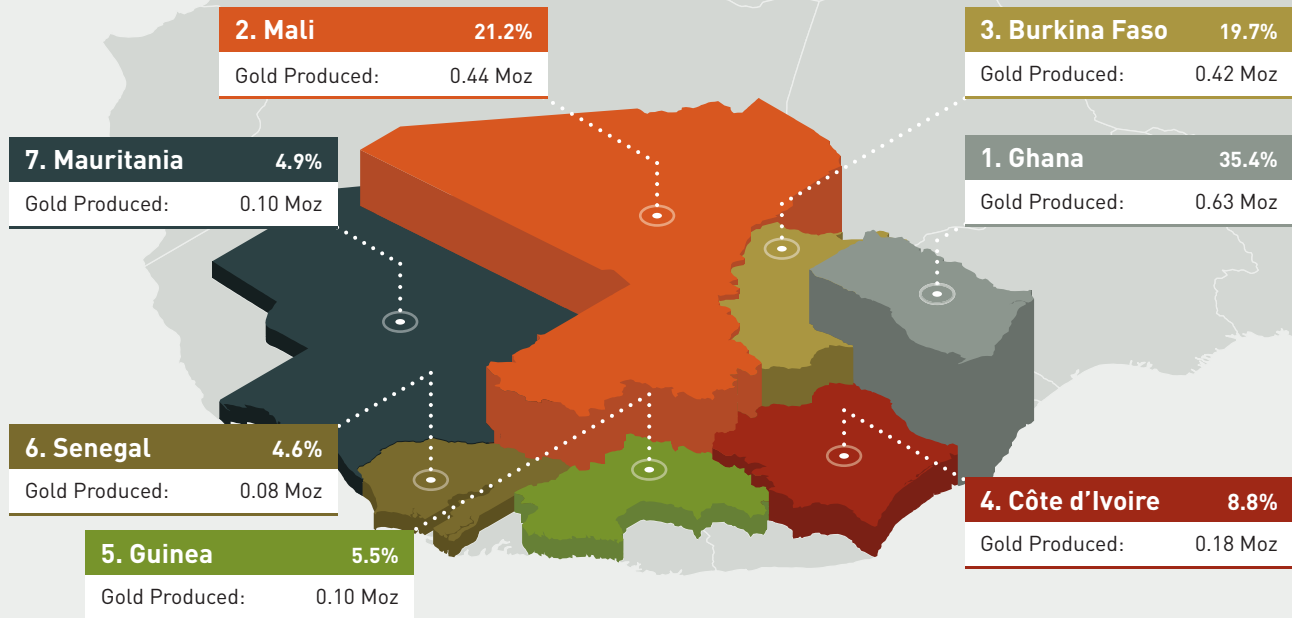 2. Mali 21.2%
Gold Produced: 0.44 Moz
3. Burkina Faso 19.7%
Gold Produced: 0.42 Moz
7. Mauritania 4.9%
Gold Produced: 0.10 Moz
1. Ghana 35.4%
Gold Produced: 0.63 Moz
6. Senegal 4.6%
Gold Produced: 0.08 Moz
4. Côte d'Ivoire 8.8%
Gold Produced: 0.18 Moz
5. Guinea 5.5%
Gold Produced: 0.10 Moz